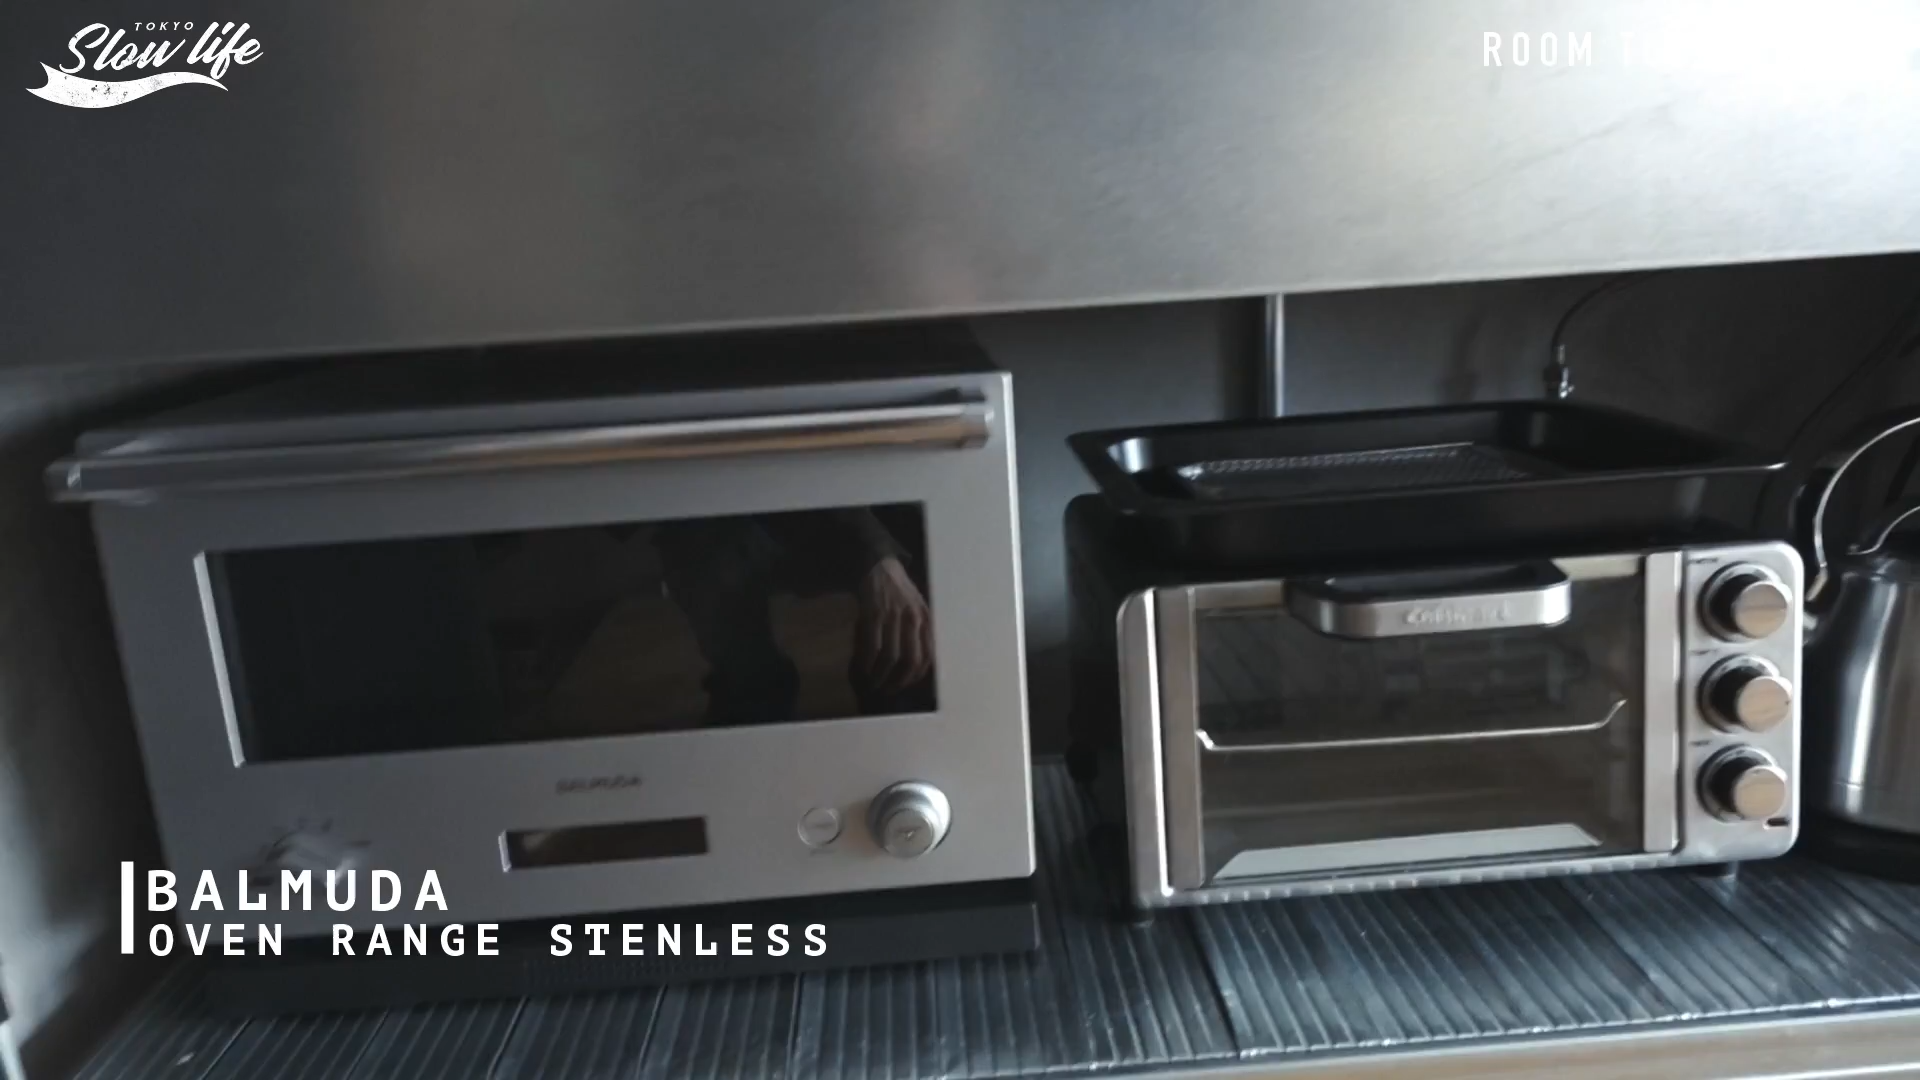 TOKYO
Slow life
ROOM TO
BALMUDA
BALMUDA
OVEN RANGE STENLESS